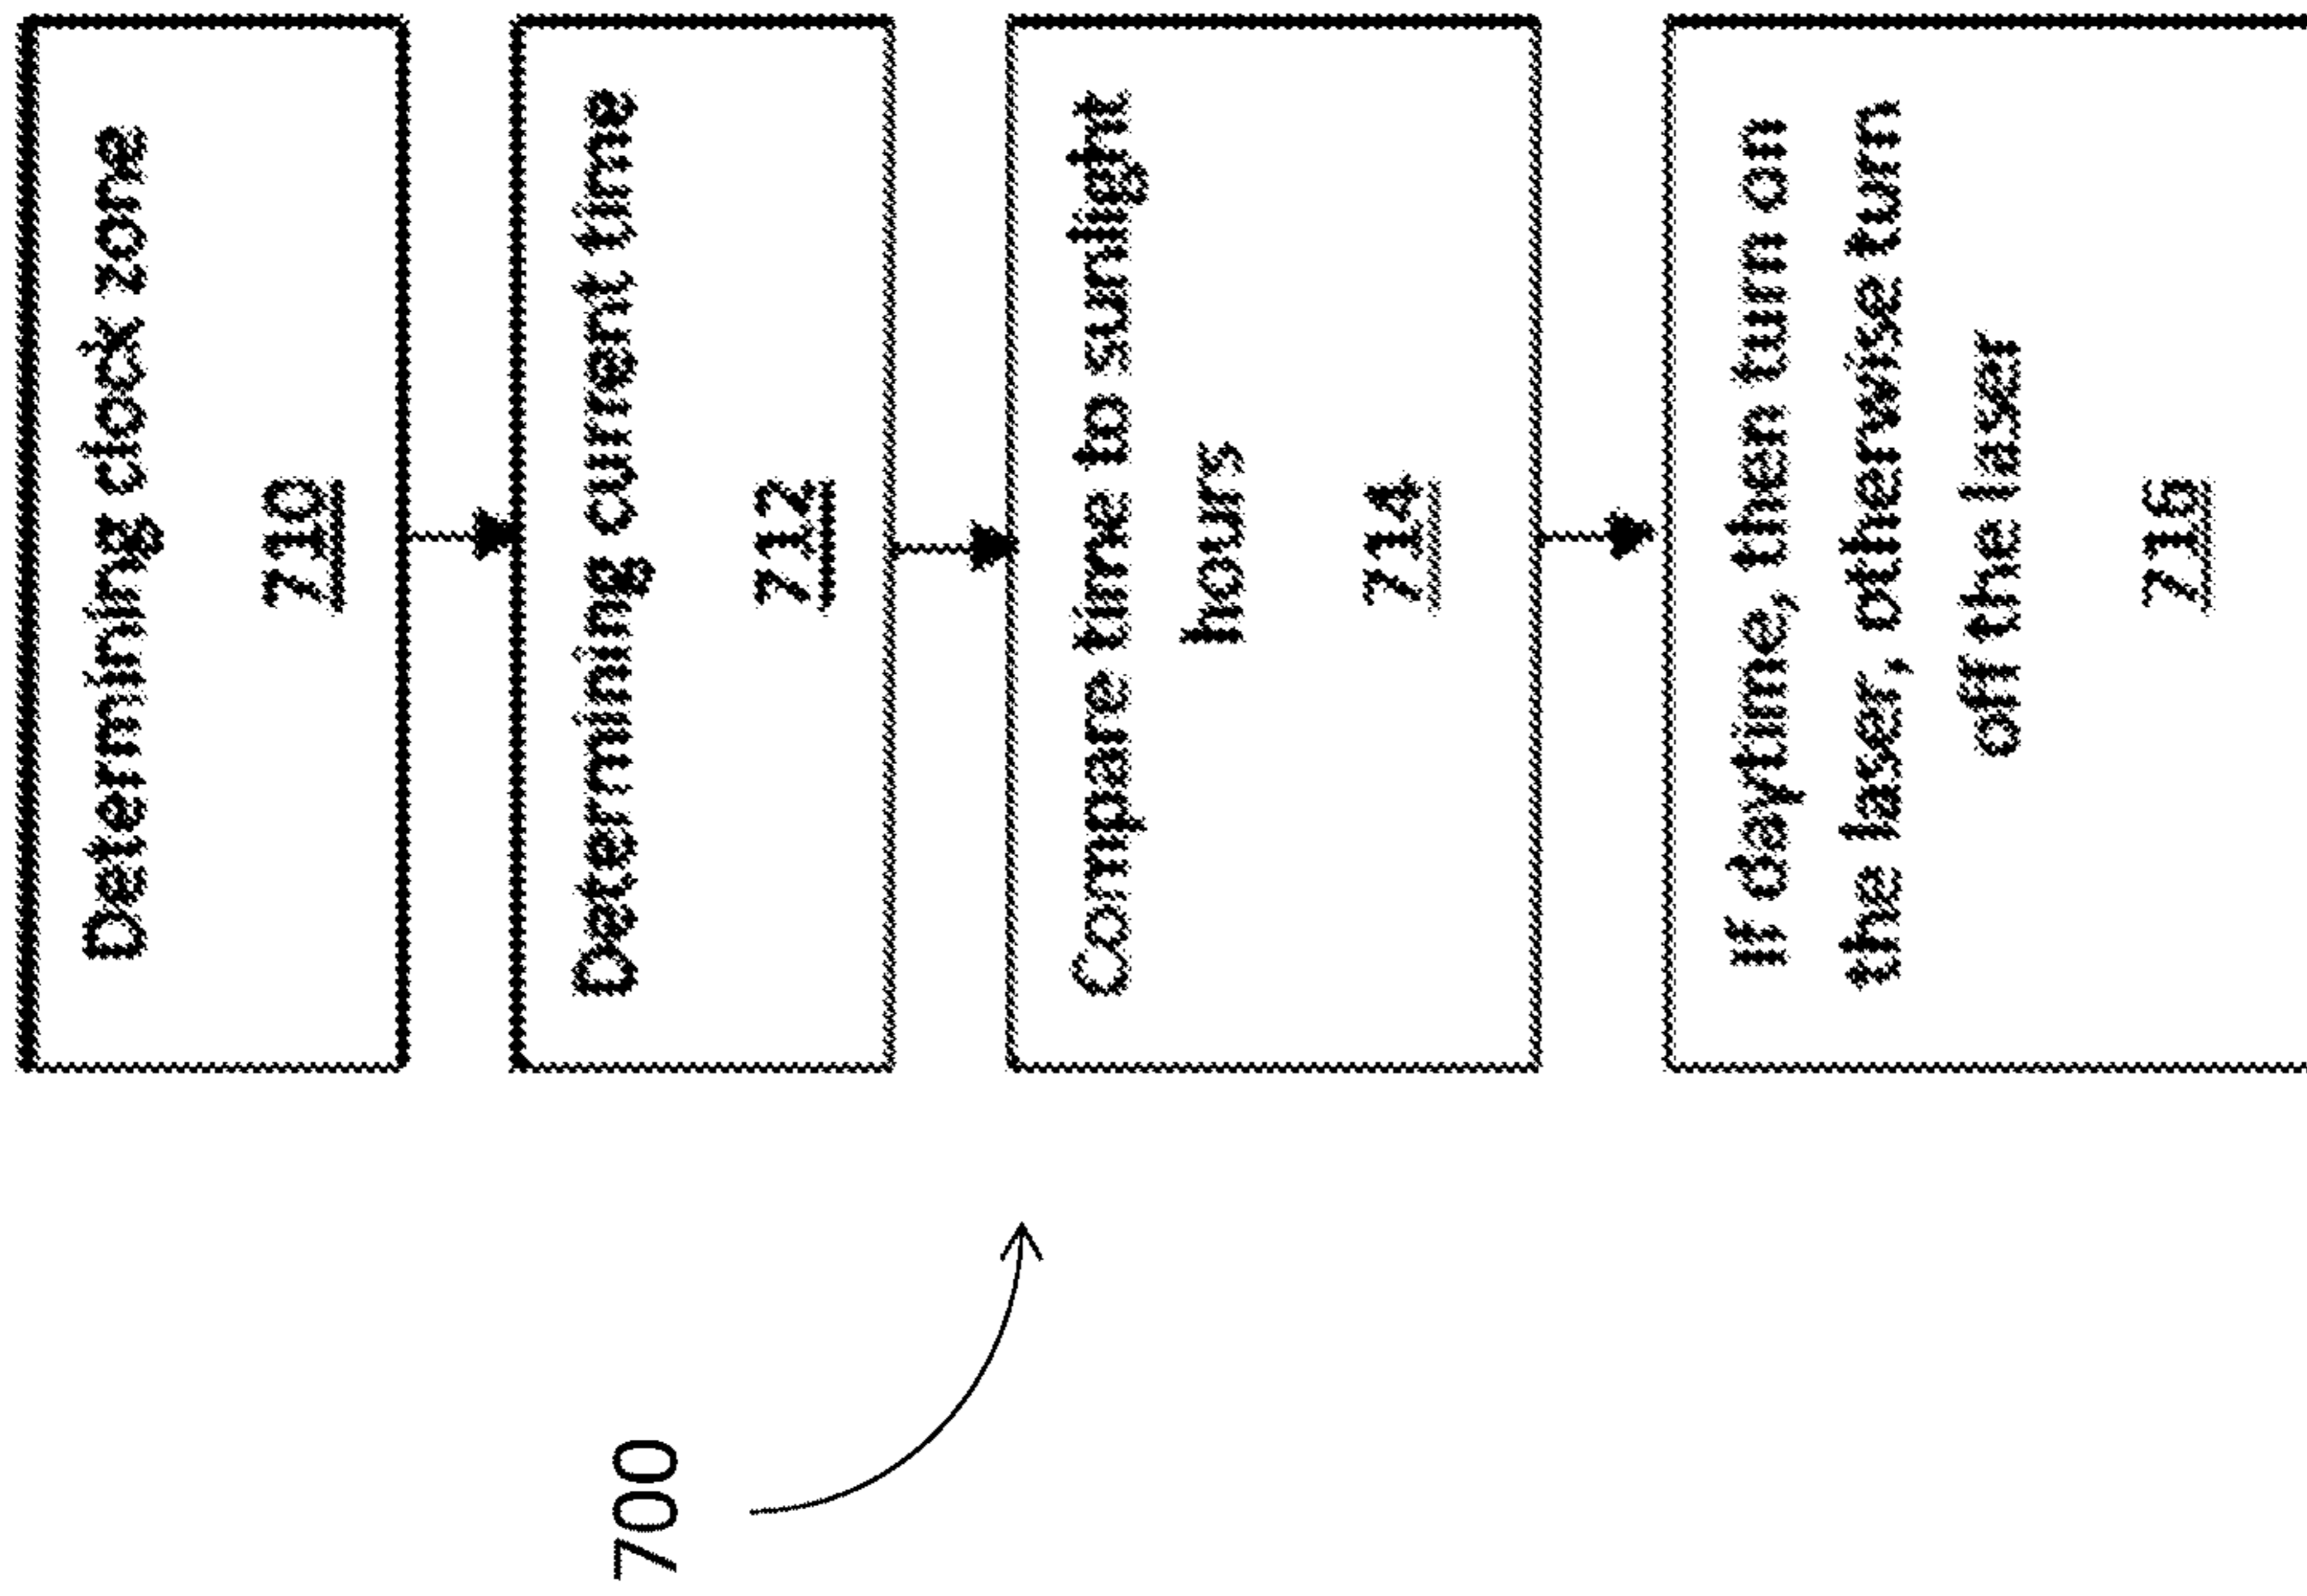 Determining clock zone
710
Determining current time
712
Compare time to sunlight
hours
714
If daytime, then turn on
the laser, otherwise turn
off the laser
716
700